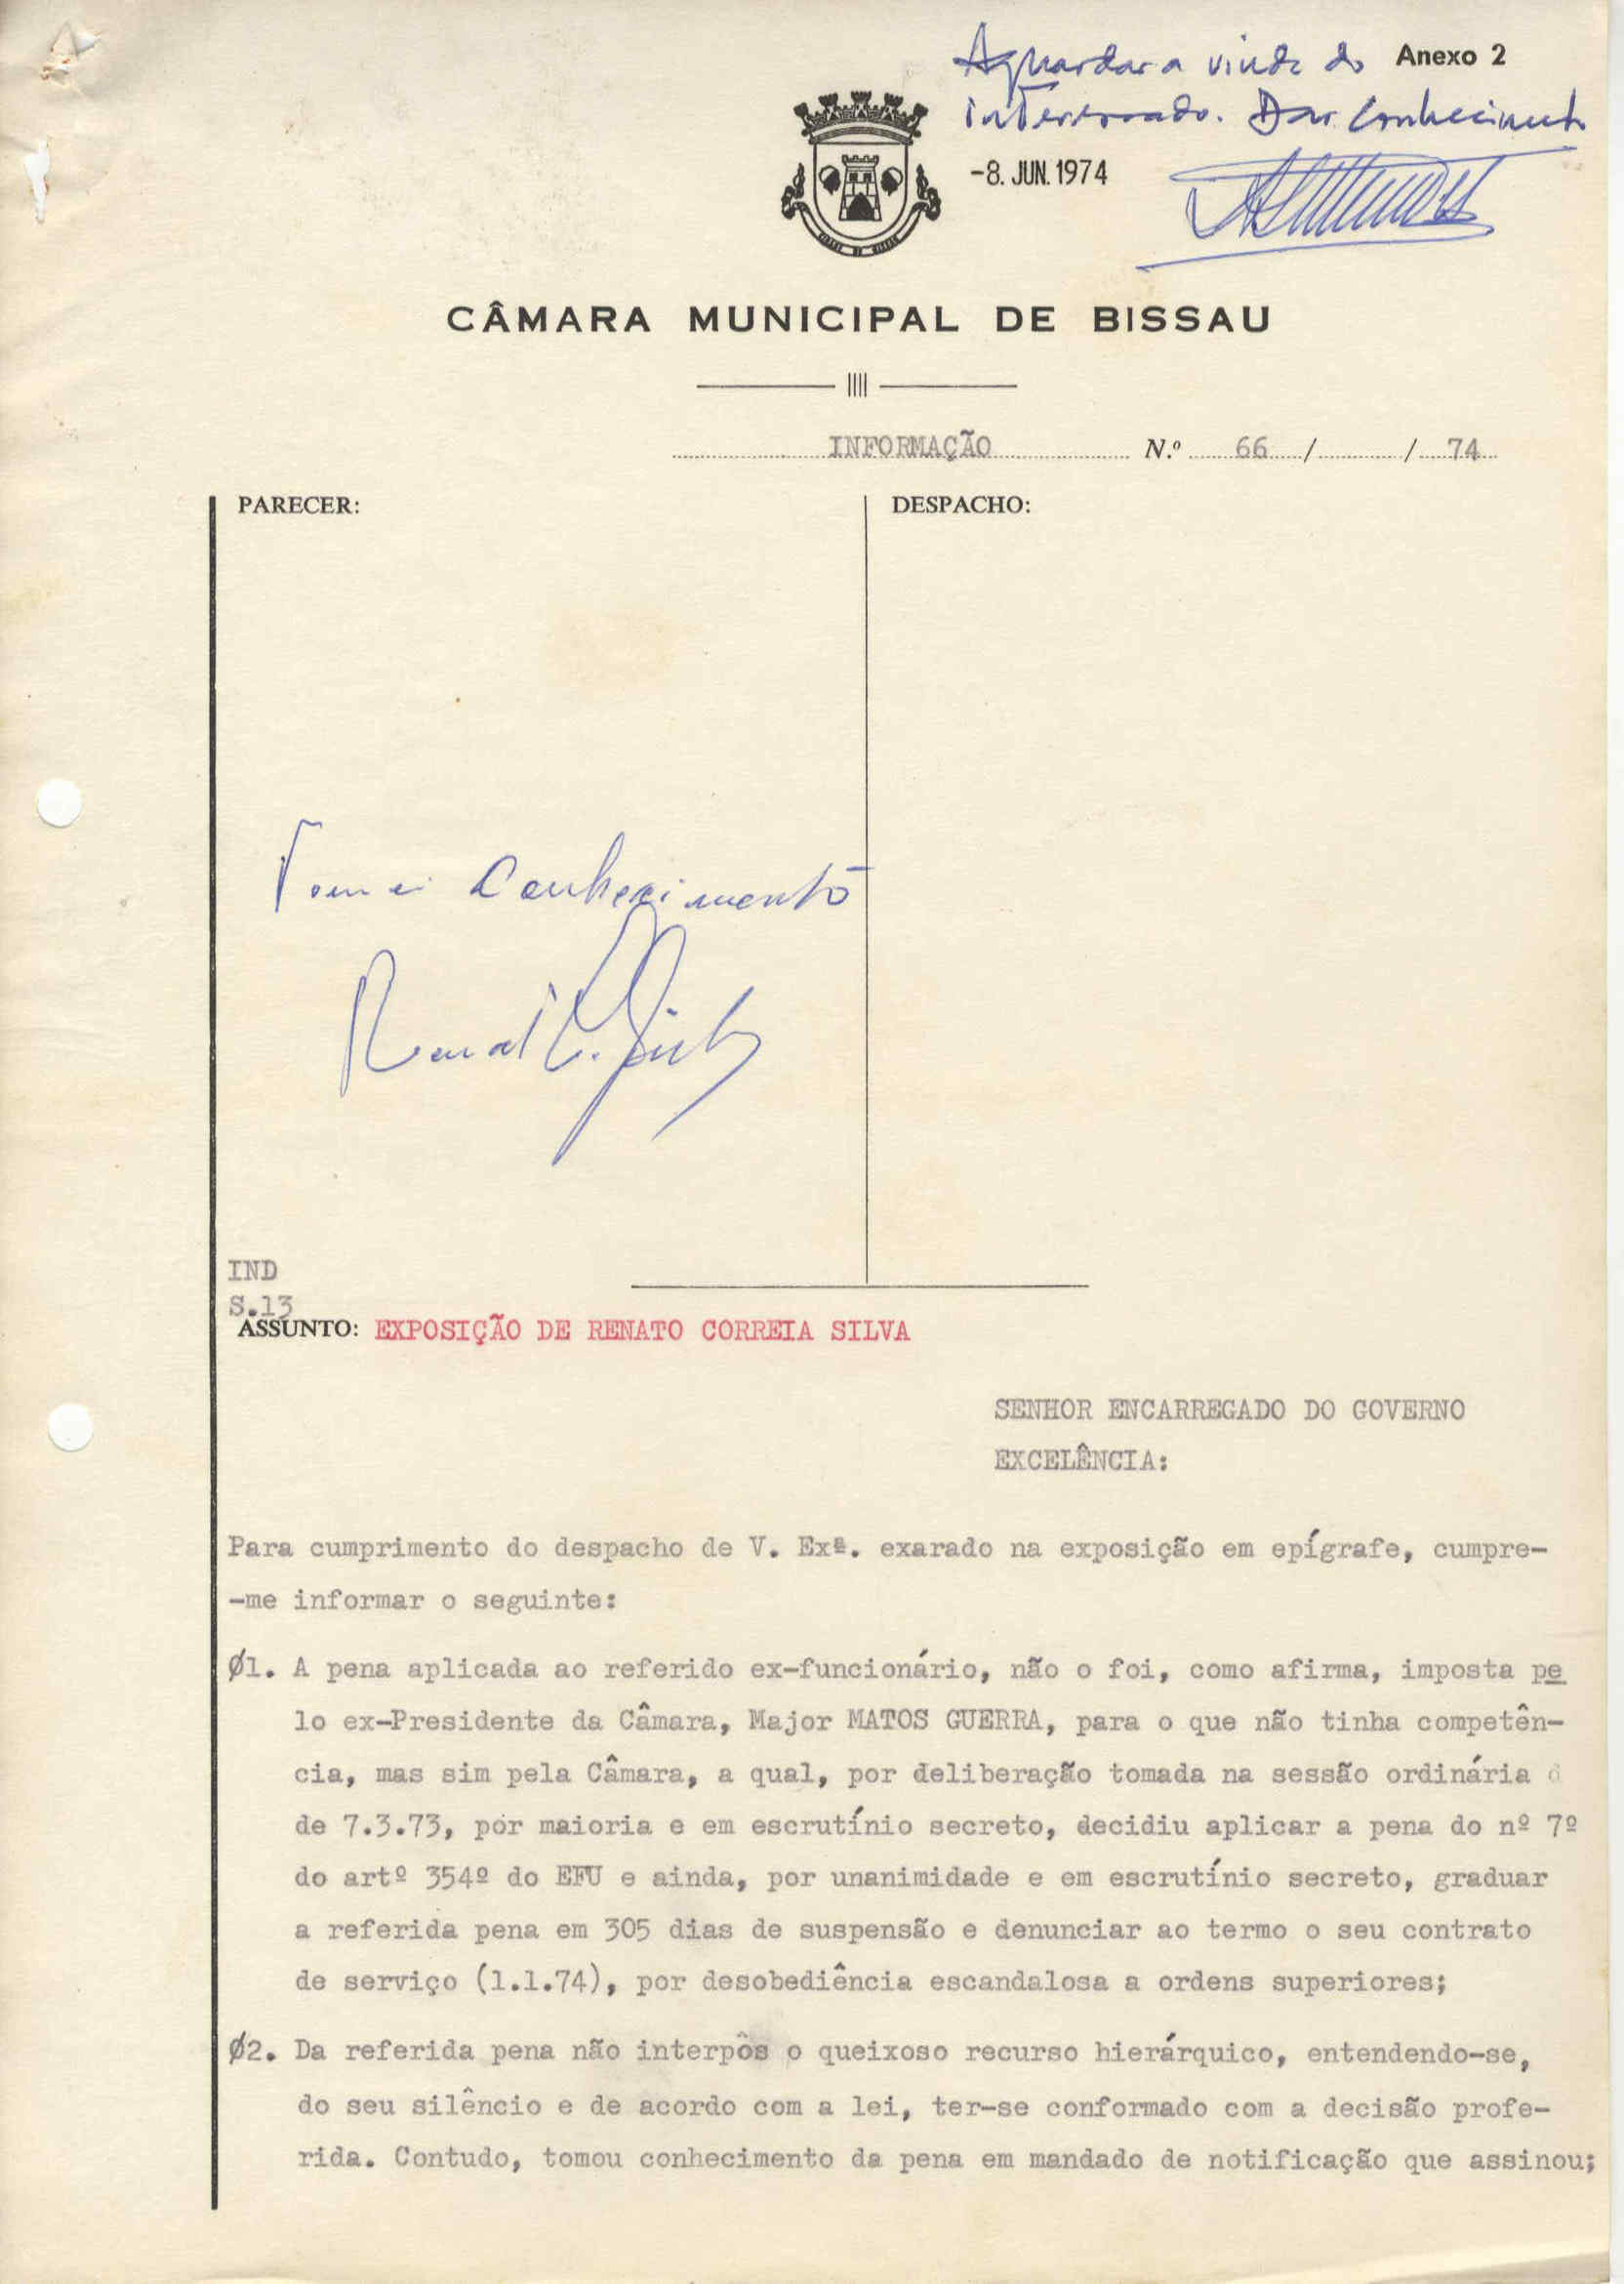 Aguardar a vinda do Anexo 2
interessado. Dar conhecimento
-8. JUN. 1974
CÂMARA MUNICIPAL DE BISSAU
INFORMAÇÃO N.º 66 / / 74
PARECER:
DESPACHO:
Tomei Conhecimento
IND
S.13
ASSUNTO: EXPOSIÇÃO DE RENATO CORREIA SILVA
SENHOR ENCARREGADO DO GOVERNO
EXCELÊNCIA:
Para cumprimento do despacho de V. Exª. exarado na exposição em epígrafe, cumpre-
-me informar o seguinte:
Ø1. A pena aplicada ao referido ex-funcionário, não o foi, como afirma, imposta pe
lo ex-Presidente da Câmara, Major MATOS GUERRA, para o que não tinha competên-
cia, mas sim pela Câmara, a qual, por deliberação tomada na sessão ordinária d
de 7.3.73, por maioria e em escrutínio secreto, decidiu aplicar a pena do nº 7º
do artº 354º do EFU e ainda, por unanimidade e em escrutínio secreto, graduar
a referida pena em 305 dias de suspensão e denunciar ao termo o seu contrato
de serviço (1.1.74), por desobediência escandalosa a ordens superiores;
Ø2. Da referida pena não interpôs o queixoso recurso hierárquico, entendendo-se,
do seu silêncio e de acordo com a lei, ter-se conformado com a decisão profe-
rida. Contudo, tomou conhecimento da pena em mandado de notificação que assinou;